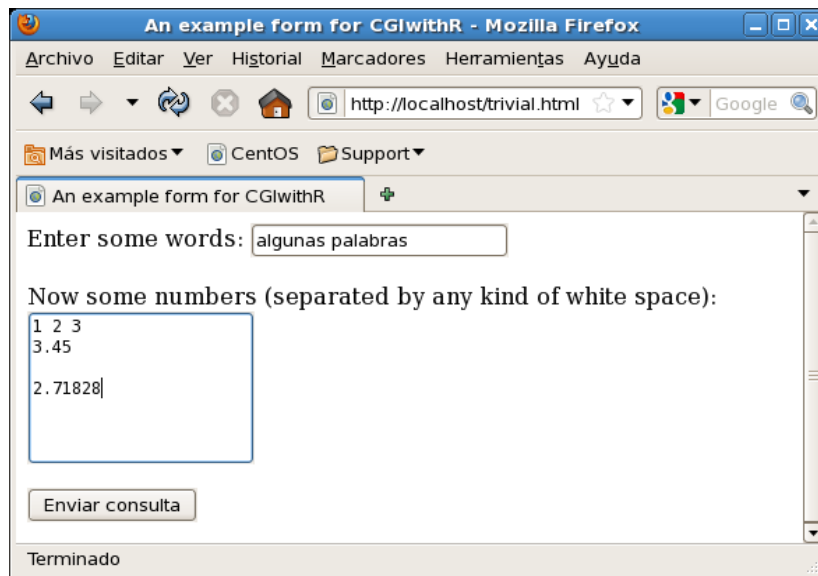 An example form for CGIwithR - Mozilla Firefox
Archivo Editar Ver Historial Marcadores Herramientas Ayuda
http://localhost/trivial.html Google
Más visitados CentOS Support
An example form for CGIwithR
Enter some words: algunas palabras
Now some numbers (separated by any kind of white space):
1 2 3
3.45
2.71828
Enviar consulta
Terminado